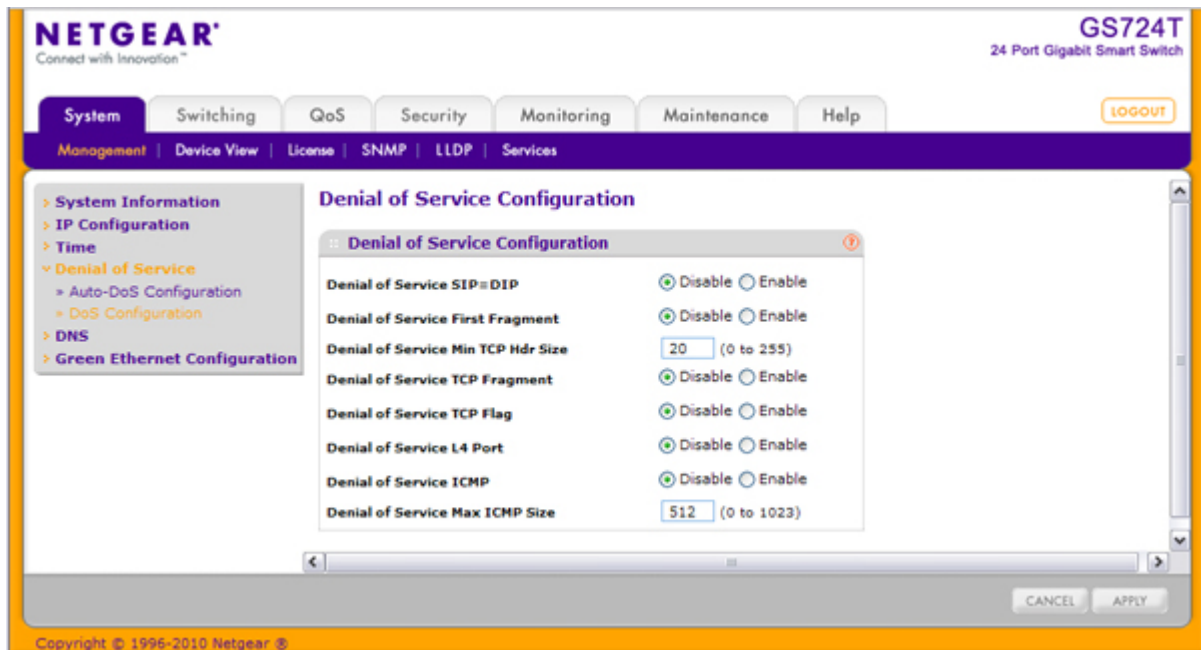 NETGEAR®
Connect with Innovation™
GS724T
24 Port Gigabit Smart Switch
System Switching QoS Security Monitoring Maintenance Help LOGOUT
Management | Device View | License | SNMP | LLDP | Services
System Information
IP Configuration
Time
Denial of Service
» Auto-DoS Configuration
» DoS Configuration
DNS
Green Ethernet Configuration
Denial of Service Configuration
Denial of Service Configuration ?
Denial of Service SIP=DIP Disable Enable
Denial of Service First Fragment Disable Enable
Denial of Service Min TCP Hdr Size 20 (0 to 255)
Denial of Service TCP Fragment Disable Enable
Denial of Service TCP Flag Disable Enable
Denial of Service L4 Port Disable Enable
Denial of Service ICMP Disable Enable
Denial of Service Max ICMP Size 512 (0 to 1023)
CANCEL APPLY
Copyright © 1996-2010 Netgear ®